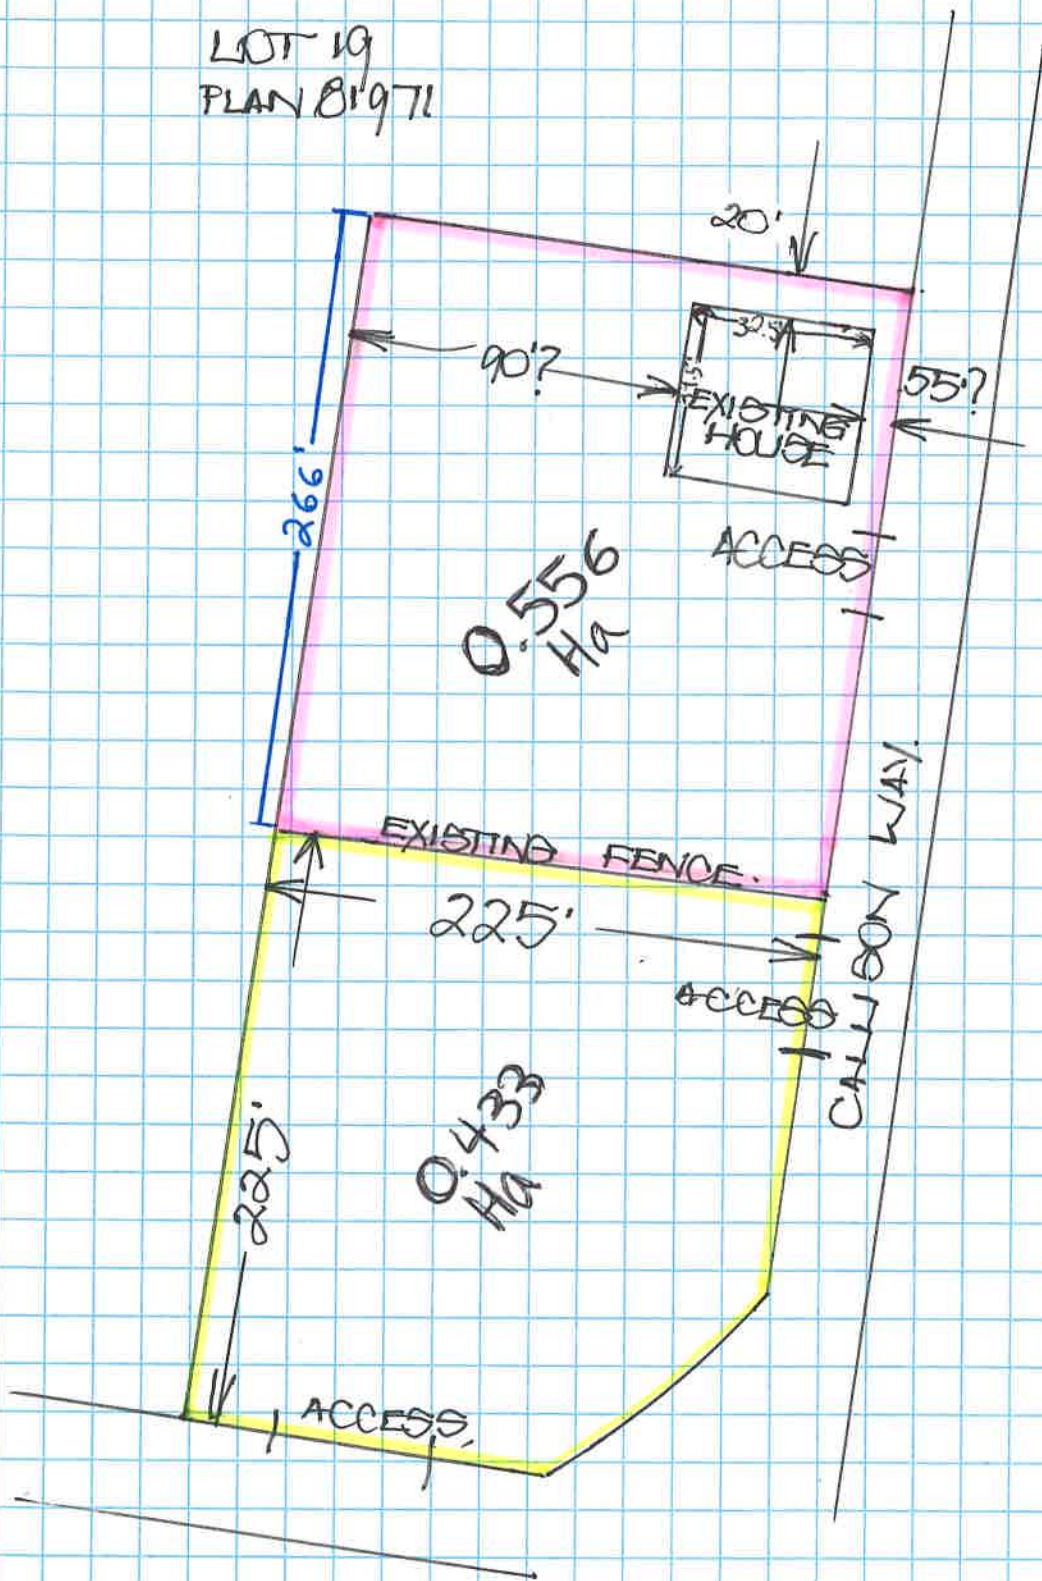 LOT 19
PLAN 81971
20'
32.5'
90'?
55'?
EXISTING
HOUSE
266'
ACCESS
0.556
Ha
EXISTING FENCE.
225'
ACCESS
WAY.
0.433
Ha
225'
ACCESS